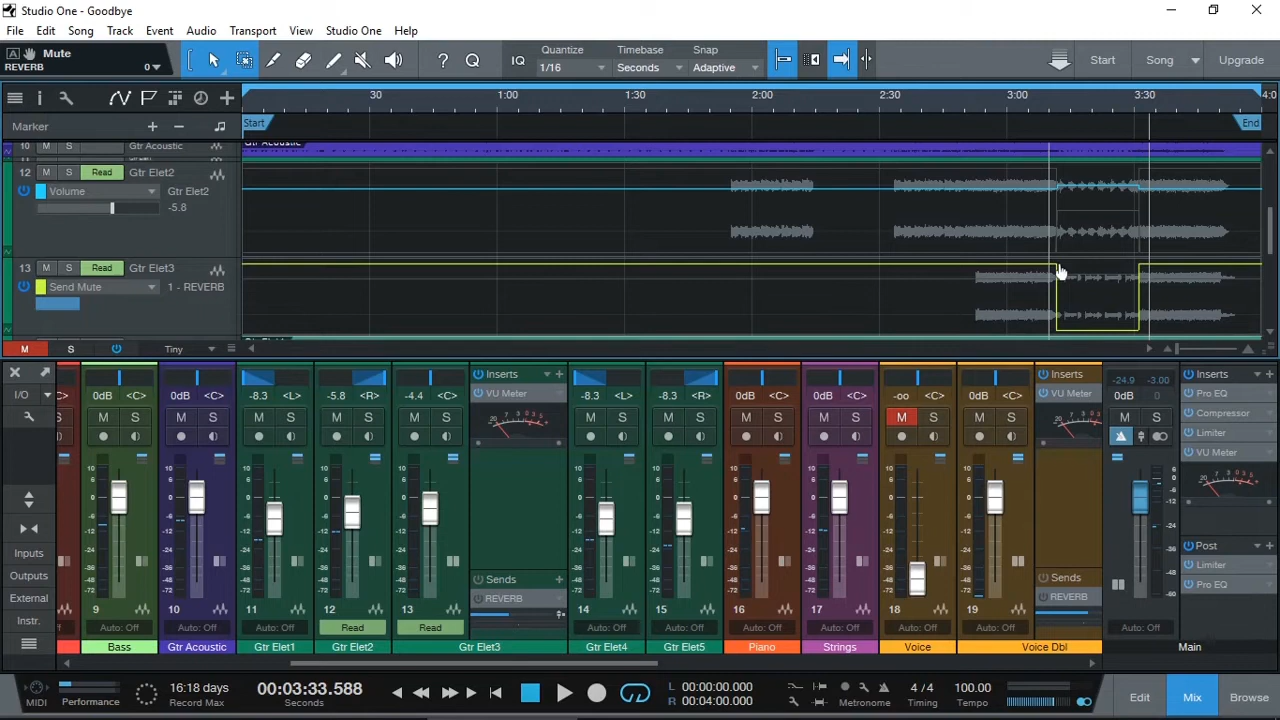 Studio One - Goodbye
File Edit Song Track Event Audio Transport View Studio One Help
Mute
REVERB 0
IQ
Quantize
1/16
Timebase
Seconds
Snap
Adaptive
Start Song Upgrade
30 1:00 1:30 2:00 2:30 3:00 3:30 4:0
Marker
Start End
10 M S Gtr Acoustic
Gtr Acoustic
12 M S Read Gtr Elet2
Volume Gtr Elet2
-5.8
13 M S Read Gtr Elet3
Send Mute 1 - REVERB
M S Tiny
I/O
Inputs
Outputs
External
Instr.
0dB <C> 0dB <C> -8.3 <L> -5.8 <R> -4.4 <C> -8.3 <L> -8.3 <R> 0dB <C> 0dB <C> -oo <C> 0dB <C> 0dB <C>
M S M S M S M S M S M S M S M S M S M S M S M S
Inserts
VU Meter
Sends
REVERB
Inserts
VU Meter
Sends
REVERB
-24.9 -3.00
0
Inserts
Pro EQ
Compressor
Limiter
VU Meter
Post
Limiter
Pro EQ
9 10 11 12 13 14 15 16 17 18 19
Auto: Off Auto: Off Auto: Off Read Read Auto: Off Auto: Off Auto: Off Auto: Off Auto: Off Auto: Off Auto: Off
Bass Gtr Acoustic Gtr Elet1 Gtr Elet2 Gtr Elet3 Gtr Elet4 Gtr Elet5 Piano Strings Voice Voice Dbl Main
MIDI
Performance
16:18 days
Record Max
00:03:33.588
Seconds
L 00:00:00.000
R 00:04:00.000
Metronome
4 / 4
Timing
100.00
Tempo
Edit Mix Browse